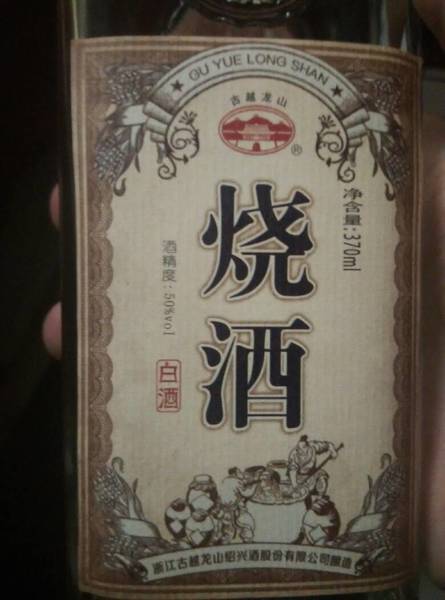 GU YUE LONG SHAN
古越龙山
®
烧酒
净含量:370ml
酒精度:50%vol
白酒
浙江古越龙山绍兴酒股份有限公司酿造